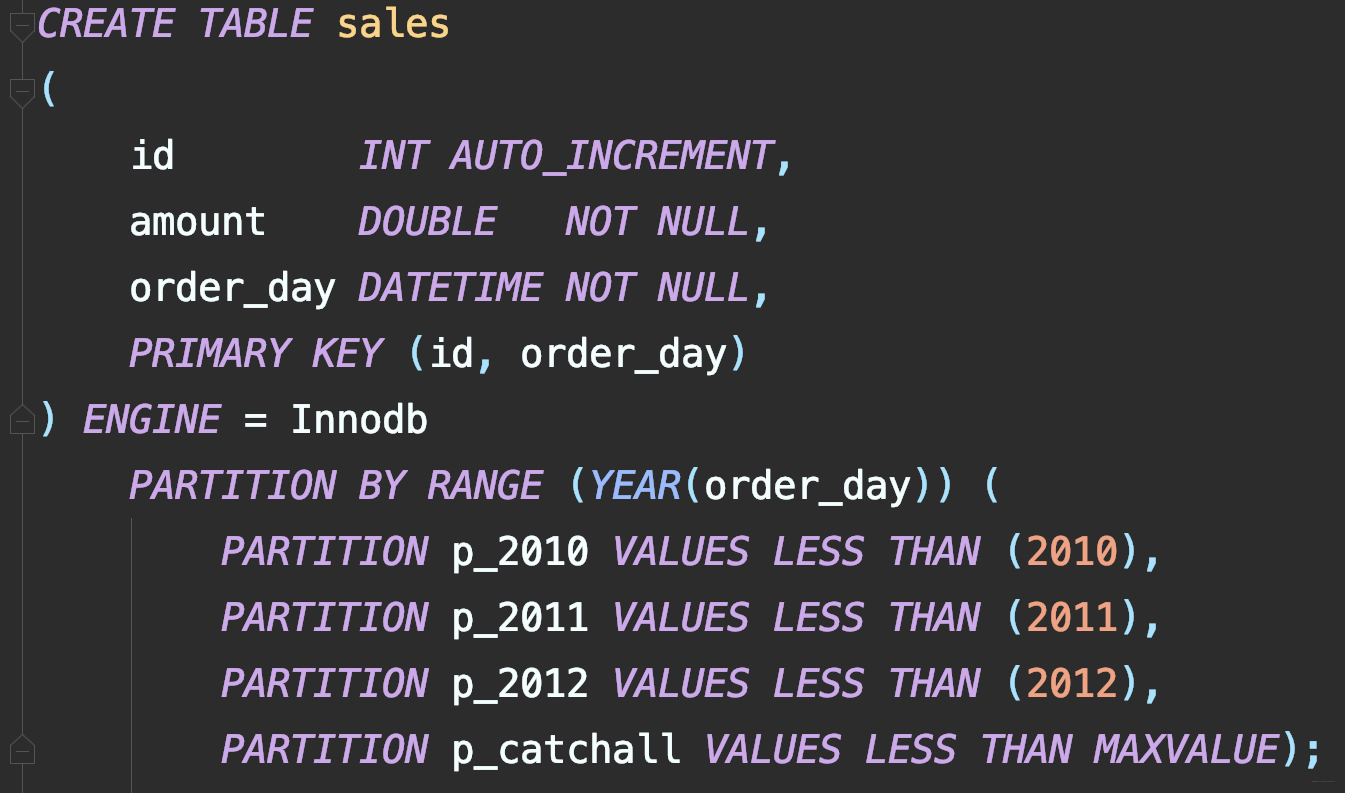 CREATE TABLE sales
(
    id        INT AUTO_INCREMENT,
    amount    DOUBLE   NOT NULL,
    order_day DATETIME NOT NULL,
    PRIMARY KEY (id, order_day)
) ENGINE = Innodb
    PARTITION BY RANGE (YEAR(order_day)) (
        PARTITION p_2010 VALUES LESS THAN (2010),
        PARTITION p_2011 VALUES LESS THAN (2011),
        PARTITION p_2012 VALUES LESS THAN (2012),
        PARTITION p_catchall VALUES LESS THAN MAXVALUE);